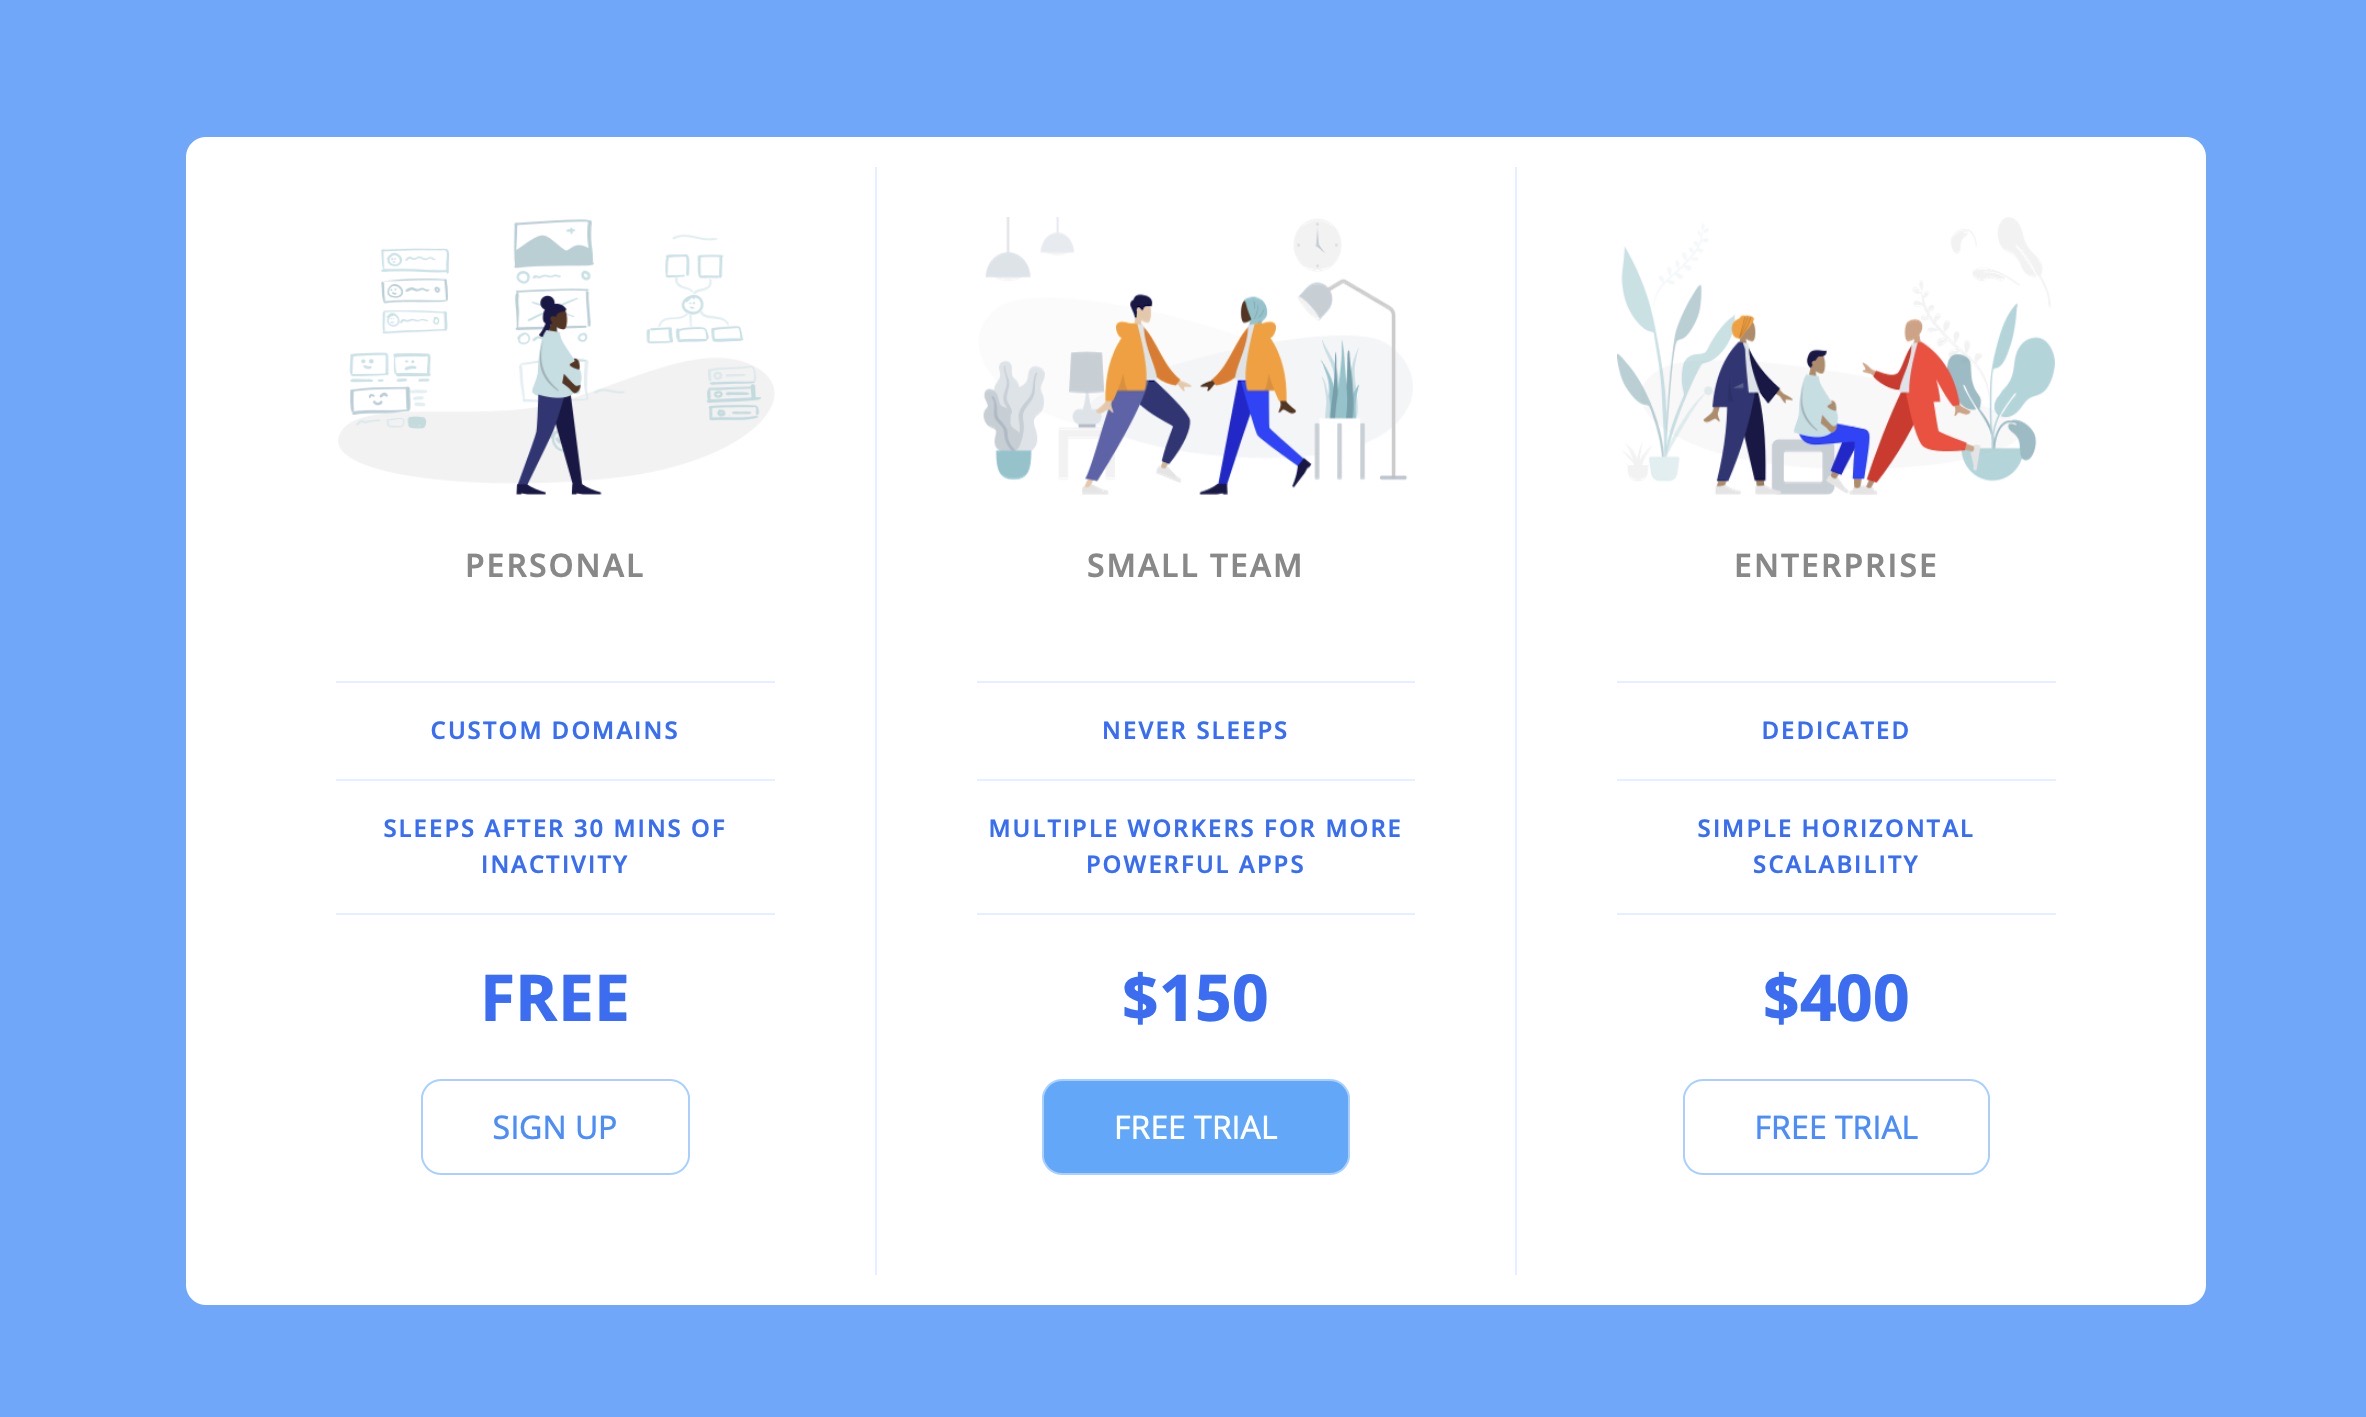 PERSONAL
CUSTOM DOMAINS
SLEEPS AFTER 30 MINS OF
INACTIVITY
FREE
SIGN UP
SMALL TEAM
NEVER SLEEPS
MULTIPLE WORKERS FOR MORE
POWERFUL APPS
$150
FREE TRIAL
ENTERPRISE
DEDICATED
SIMPLE HORIZONTAL
SCALABILITY
$400
FREE TRIAL